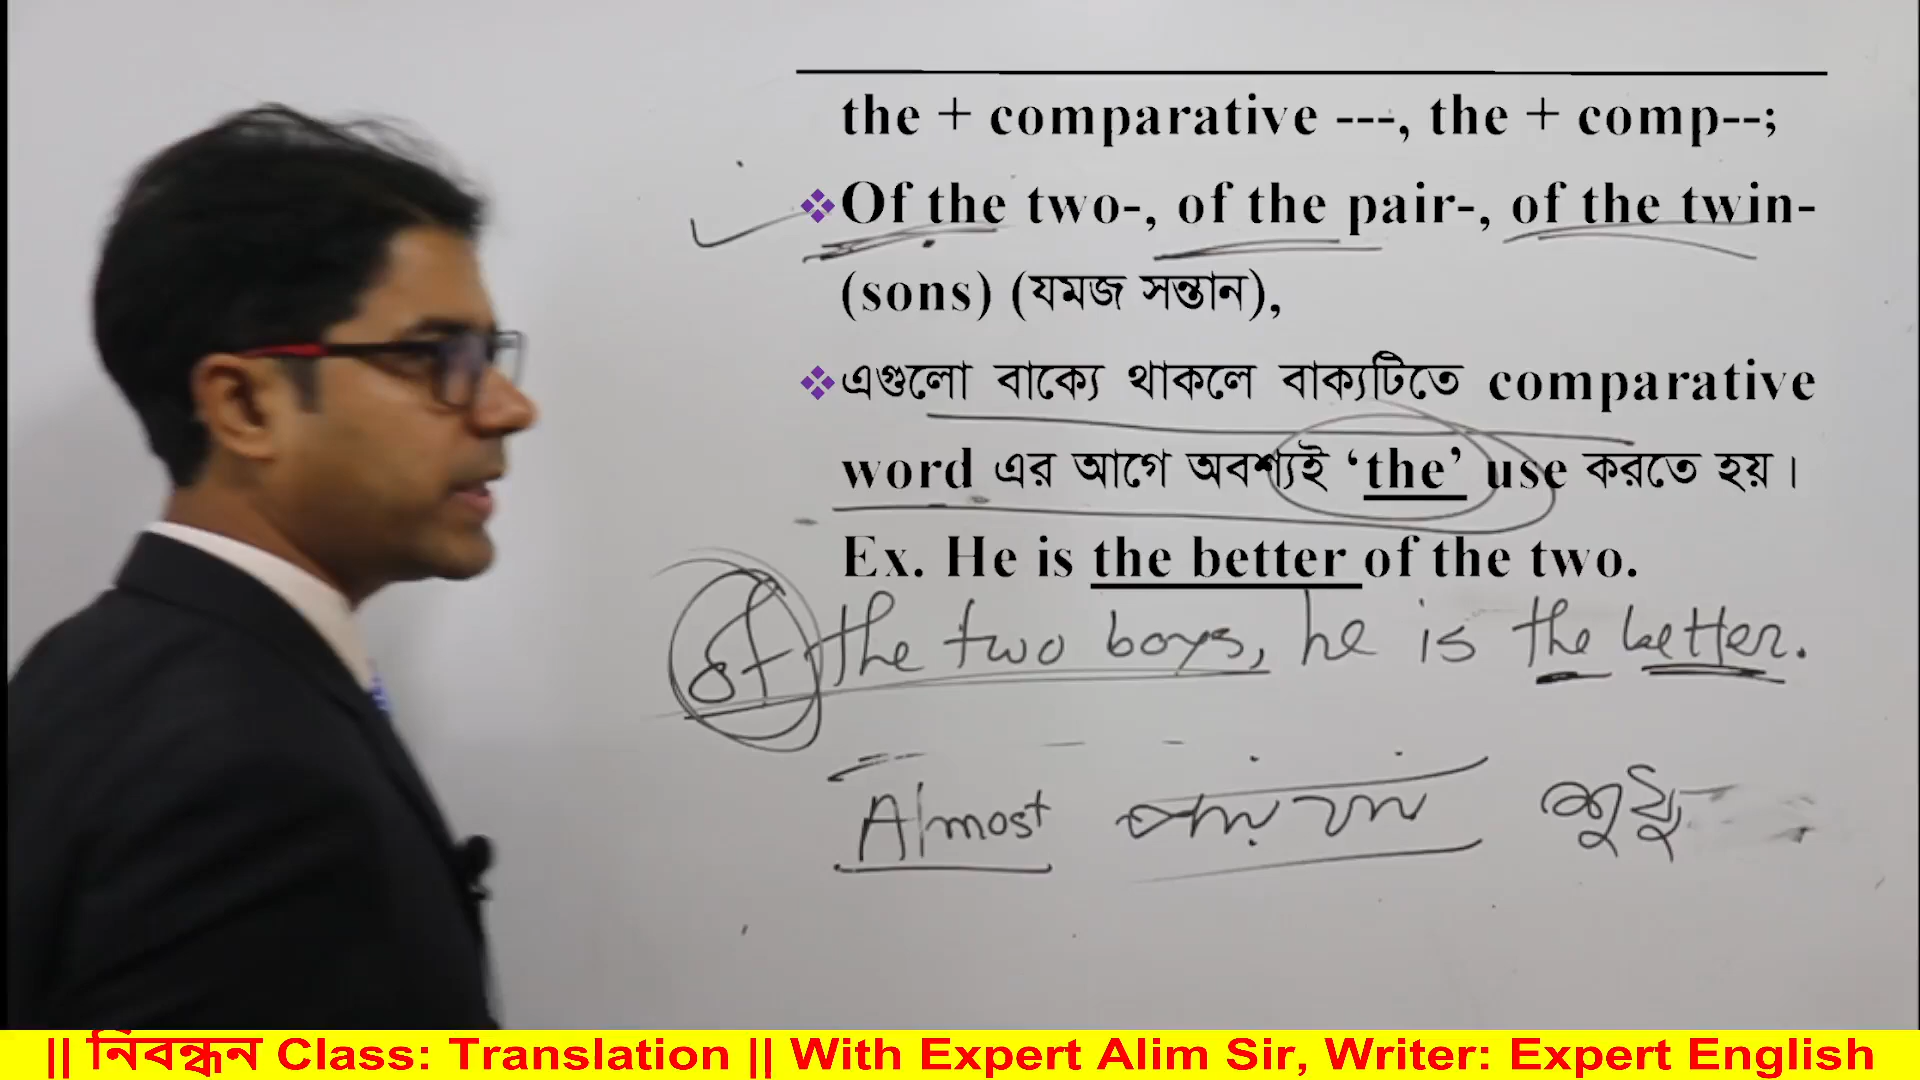 the + comparative ---, the + comp--;
❖Of the two-, of the pair-, of the twin-
(sons) (যমজ সন্তান),
❖এগুলো বাক্যে থাকলে বাক্যটিতে comparative
word এর আগে অবশ্যই ‘the’ use করতে হয়।
Ex. He is the better of the two.
of the two boys, he is the better.
Almost শুধু
|| নিবন্ধন Class: Translation || With Expert Alim Sir, Writer: Expert English